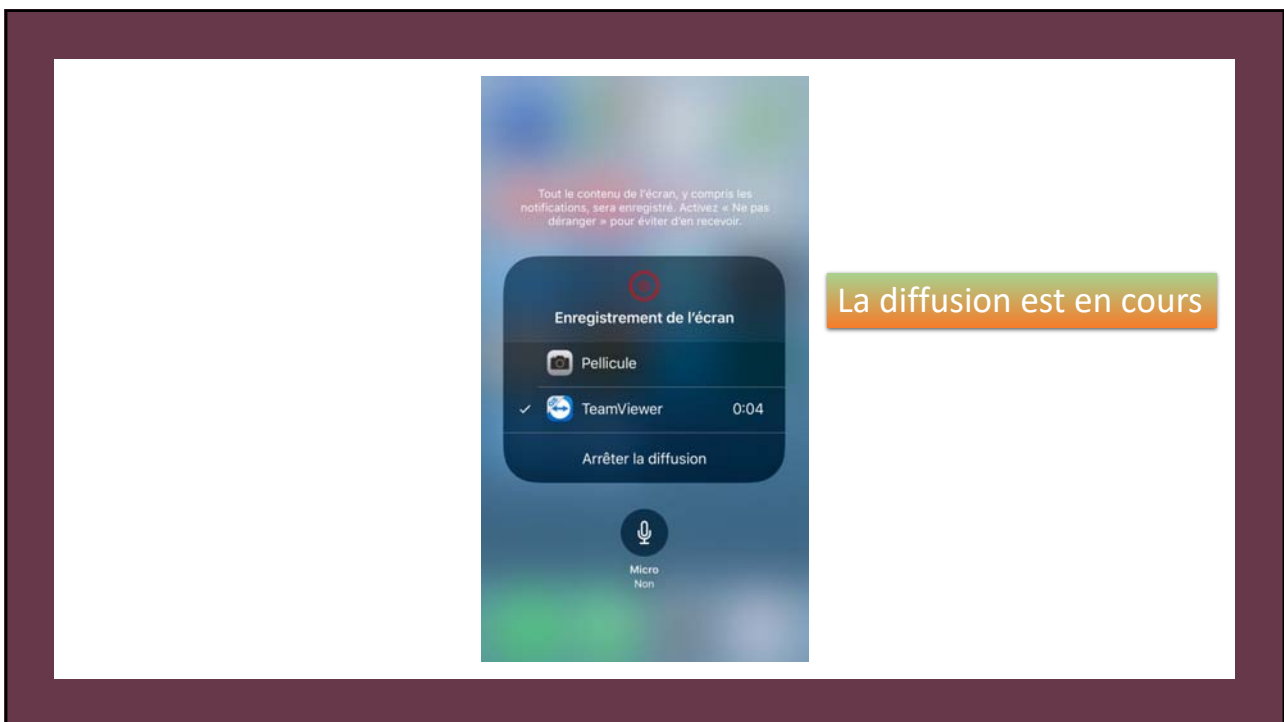 Tout le contenu de l'écran, y compris les
notifications, sera enregistré. Activez « Ne pas
déranger » pour éviter d'en recevoir.
Enregistrement de l'écran
Pellicule
TeamViewer 0:04
Arrêter la diffusion
Micro
Non
La diffusion est en cours